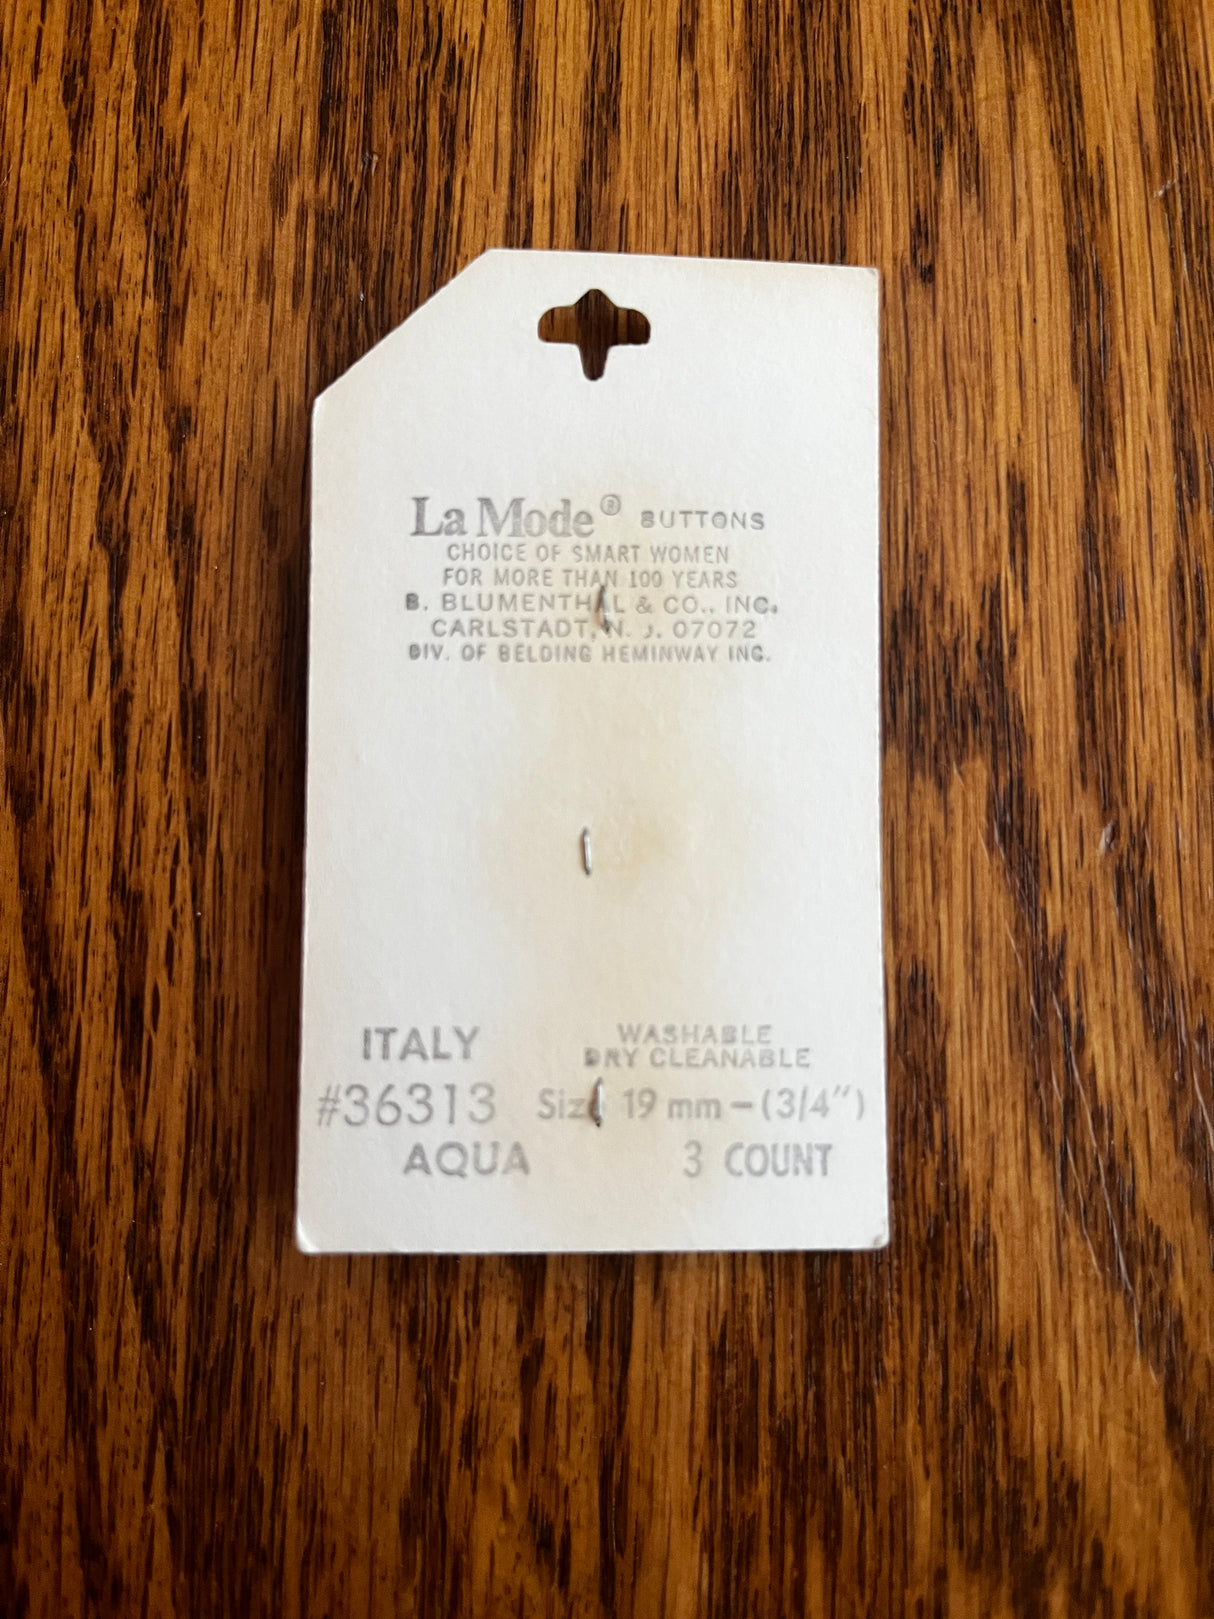 La Mode® BUTTONS
CHOICE OF SMART WOMEN
FOR MORE THAN 100 YEARS
B. BLUMENTHAL & CO., INC.
CARLSTADT, N. J. 07072
DIV. OF BELDING HEMINWAY INC.
ITALY
WASHABLE
DRY CLEANABLE
#36313 Size 19 mm – (3/4")
AQUA 3 COUNT